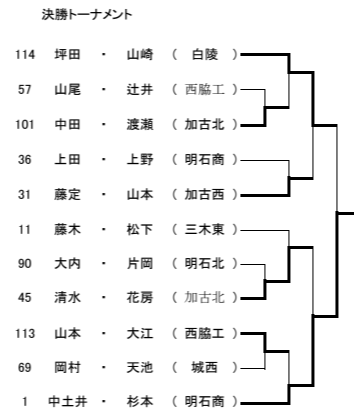 決勝トーナメント
114 坪田 ・ 山崎 ( 白陵 )
57 山尾 ・ 辻井 ( 西脇工 )
101 中田 ・ 渡瀬 ( 加古北 )
36 上田 ・ 上野 ( 明石商 )
31 藤定 ・ 山本 ( 加古西 )
11 藤木 ・ 松下 ( 三木東 )
90 大内 ・ 片岡 ( 明石北 )
45 清水 ・ 花房 ( 加古北 )
113 山本 ・ 大江 ( 西脇工 )
69 岡村 ・ 天池 ( 城西 )
1 中土井 ・ 杉本 ( 明石商 )